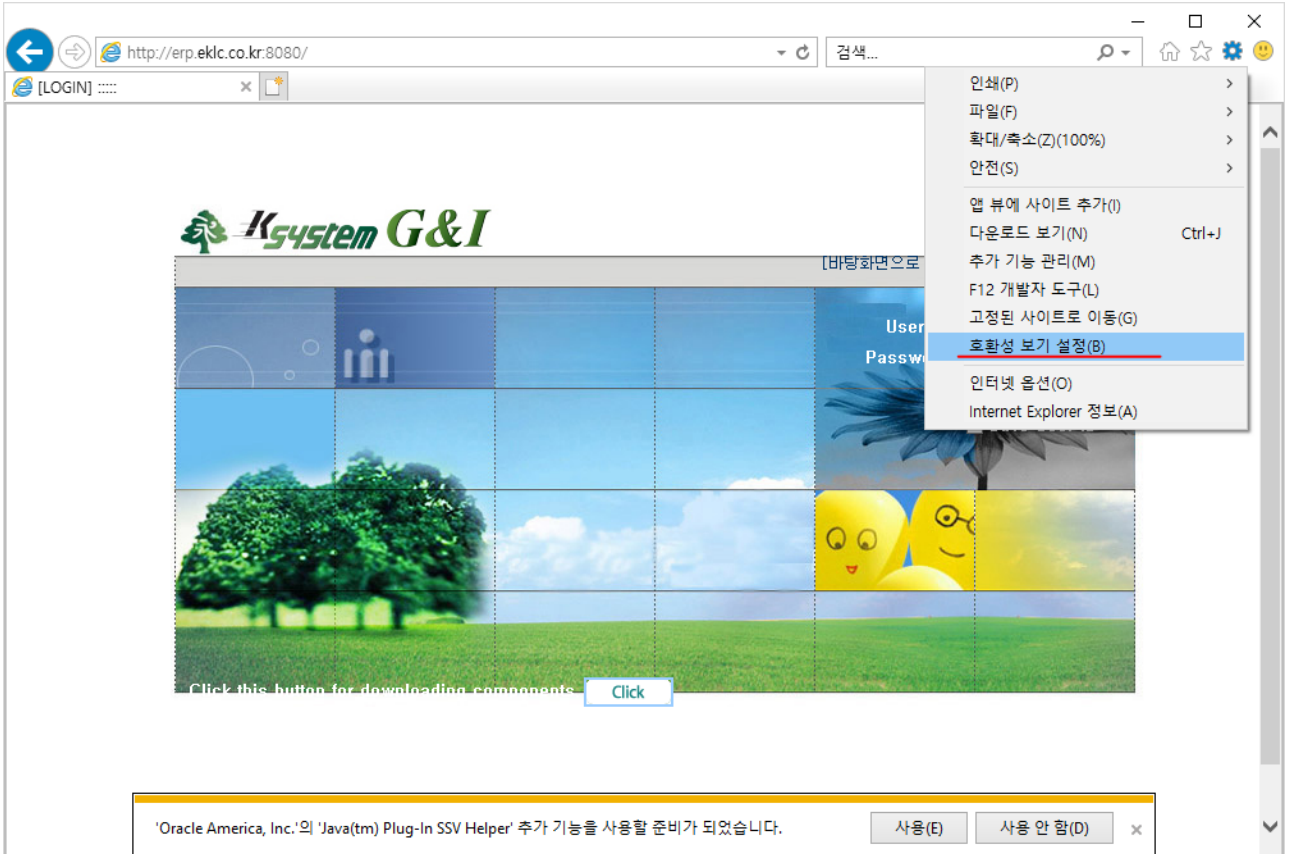 http://erp.eklc.co.kr:8080/
검색...
[LOGIN] :::::
인쇄(P)
파일(F)
확대/축소(Z)(100%)
안전(S)
앱 뷰에 사이트 추가(I)
다운로드 보기(N) Ctrl+J
추가 기능 관리(M)
F12 개발자 도구(L)
고정된 사이트로 이동(G)
호환성 보기 설정(B)
인터넷 옵션(O)
Internet Explorer 정보(A)
Ksystem G&I
[바탕화면으로
User
Passw
Click this button for downloading components
Click
'Oracle America, Inc.'의 'Java(tm) Plug-In SSV Helper' 추가 기능을 사용할 준비가 되었습니다.
사용(E)
사용 안 함(D)